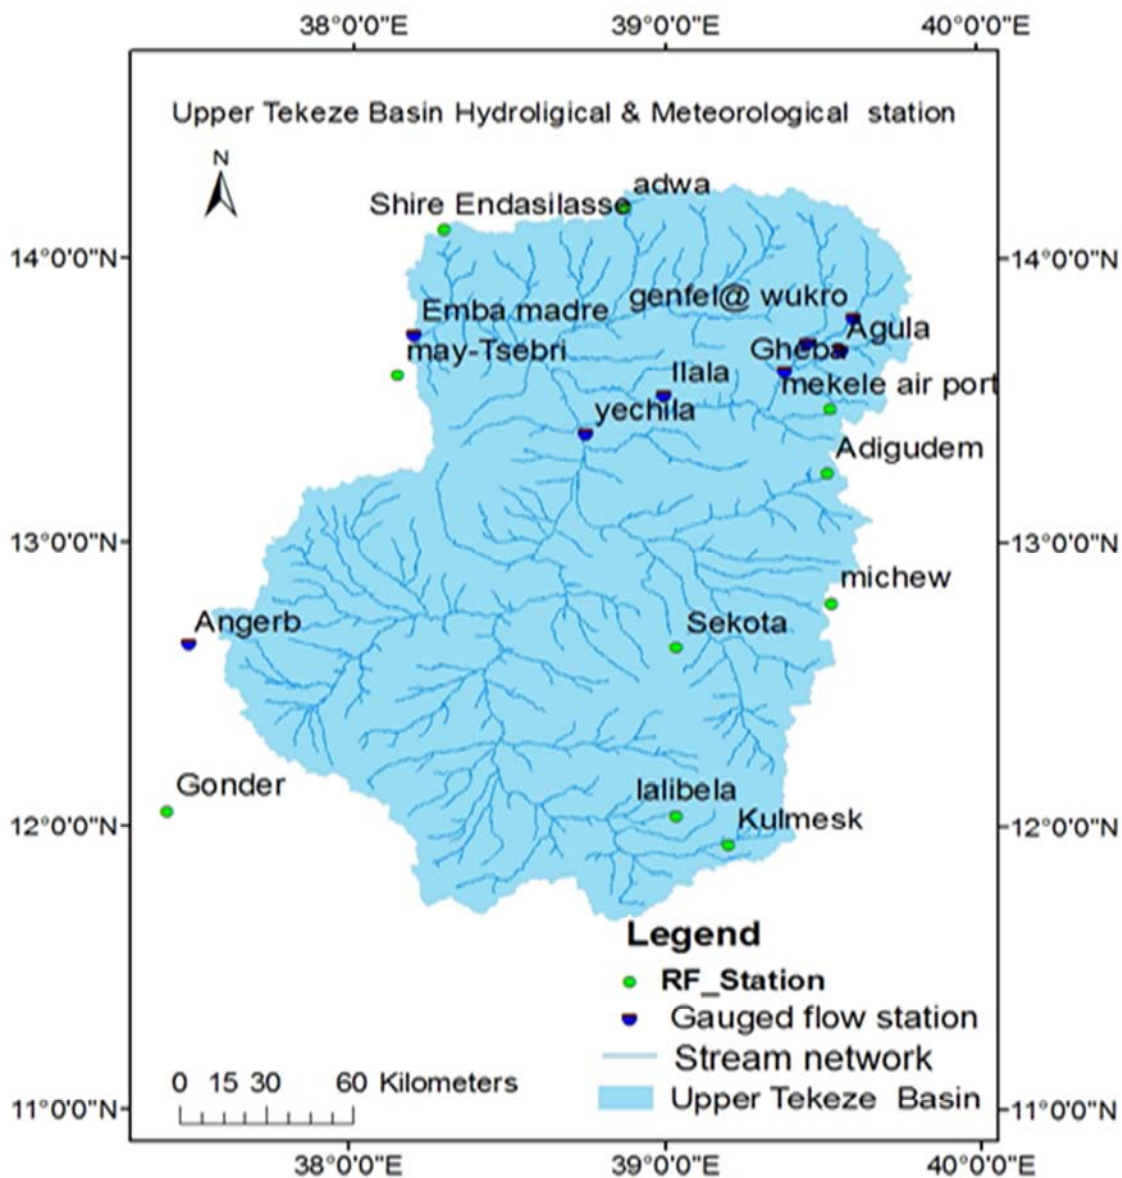 38°0'0"E 39°0'0"E 40°0'0"E
Upper Tekeze Basin Hydroligical & Meteorological station
N
adwa
Shire Endasilasse
14°0'0"N 14°0'0"N
genfel@ wukro
Emba madre
Agula
may-Tsebri
Gheba
Ilala
mekele air port
yechila
Adigudem
13°0'0"N 13°0'0"N
michew
Angerb
Sekota
Gonder
lalibela
Kulmesk
12°0'0"N 12°0'0"N
Legend
RF_Station
Gauged flow station
Stream network
Upper Tekeze Basin
0 15 30 60 Kilometers
11°0'0"N 11°0'0"N
38°0'0"E 39°0'0"E 40°0'0"E